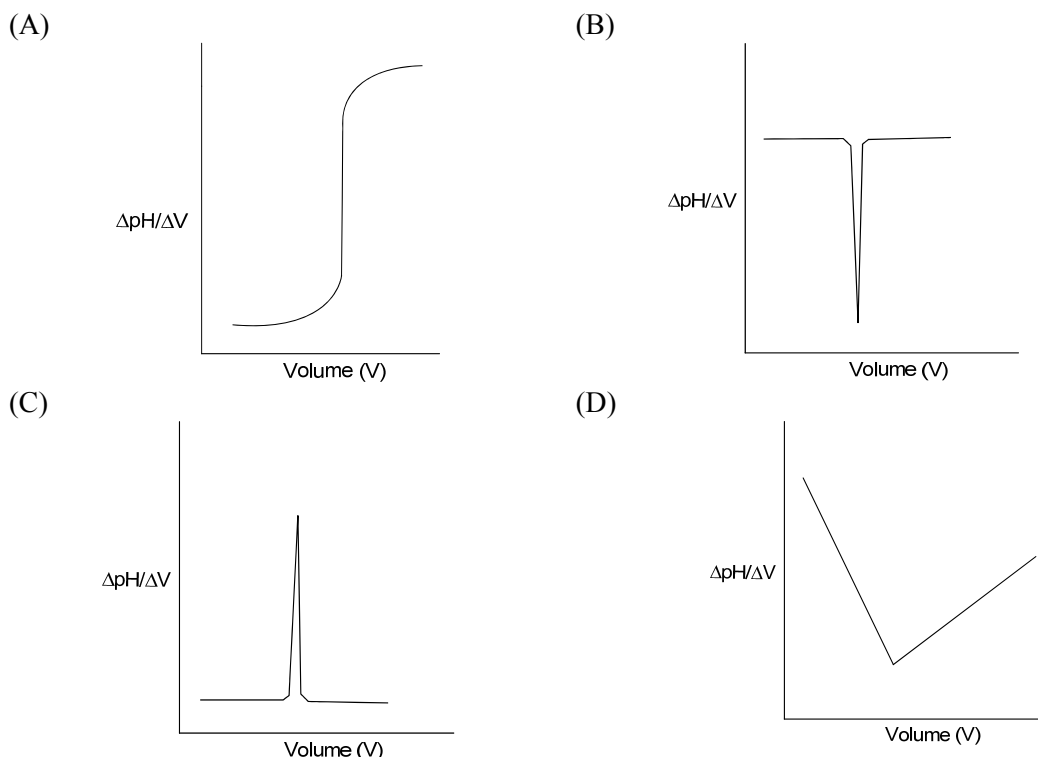 (A)
ΔpH/ΔV
Volume (V)
(B)
ΔpH/ΔV
Volume (V)
(C)
ΔpH/ΔV
Volume (V)
(D)
ΔpH/ΔV
Volume (V)